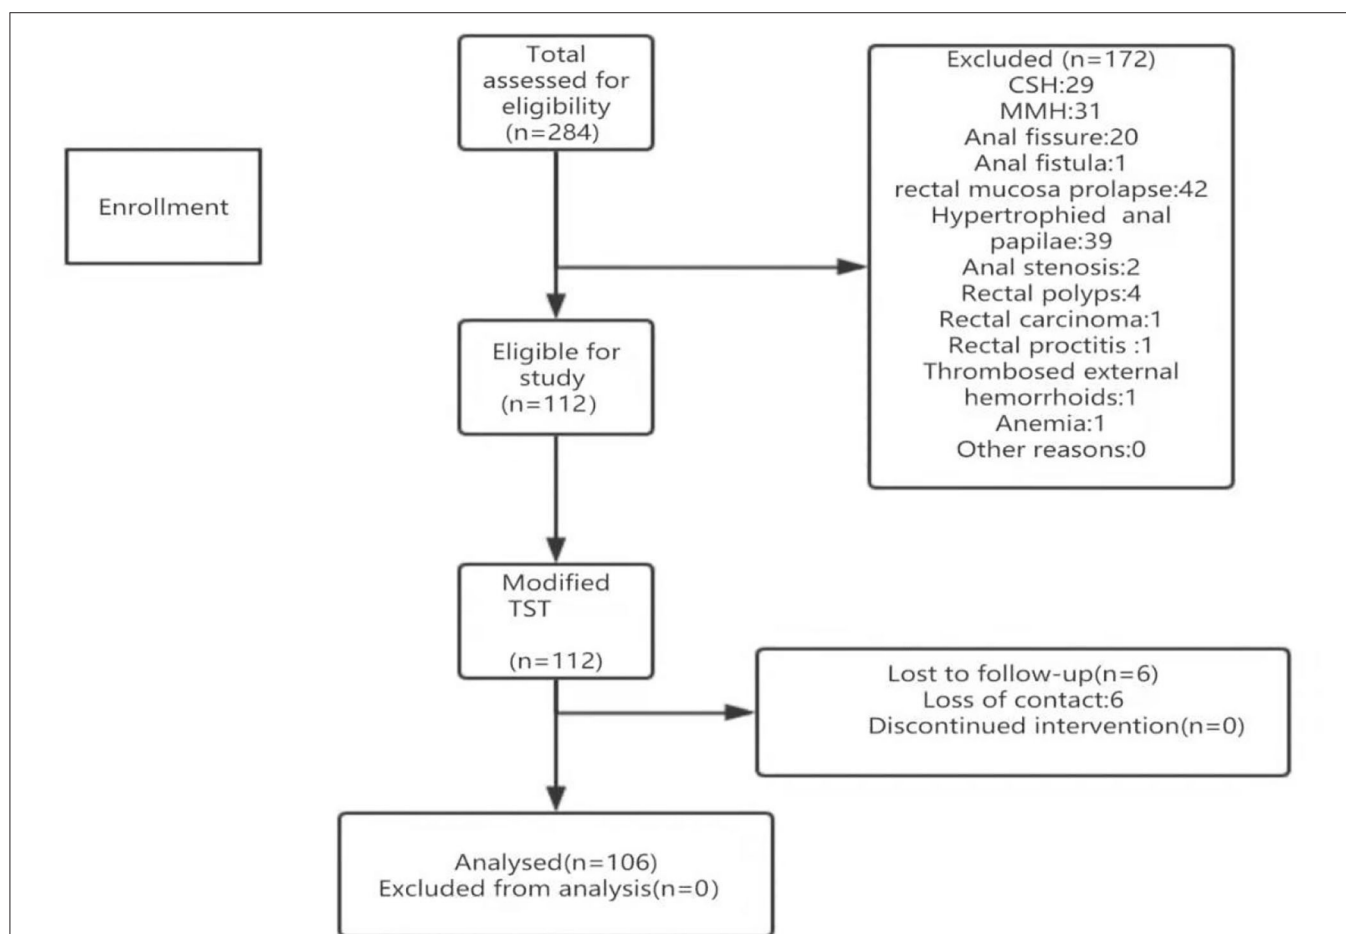 Total
assessed for
eligibility
(n=284)
Excluded (n=172)
CSH:29
MMH:31
Anal fissure:20
Anal fistula:1
rectal mucosa prolapse:42
Hypertrophied anal
papilae:39
Anal stenosis:2
Rectal polyps:4
Rectal carcinoma:1
Rectal proctitis :1
Thrombosed external
hemorrhoids:1
Anemia:1
Other reasons:0
Enrollment
Eligible for
study
(n=112)
Modified
TST
(n=112)
Lost to follow-up(n=6)
Loss of contact:6
Discontinued intervention(n=0)
Analysed(n=106)
Excluded from analysis(n=0)